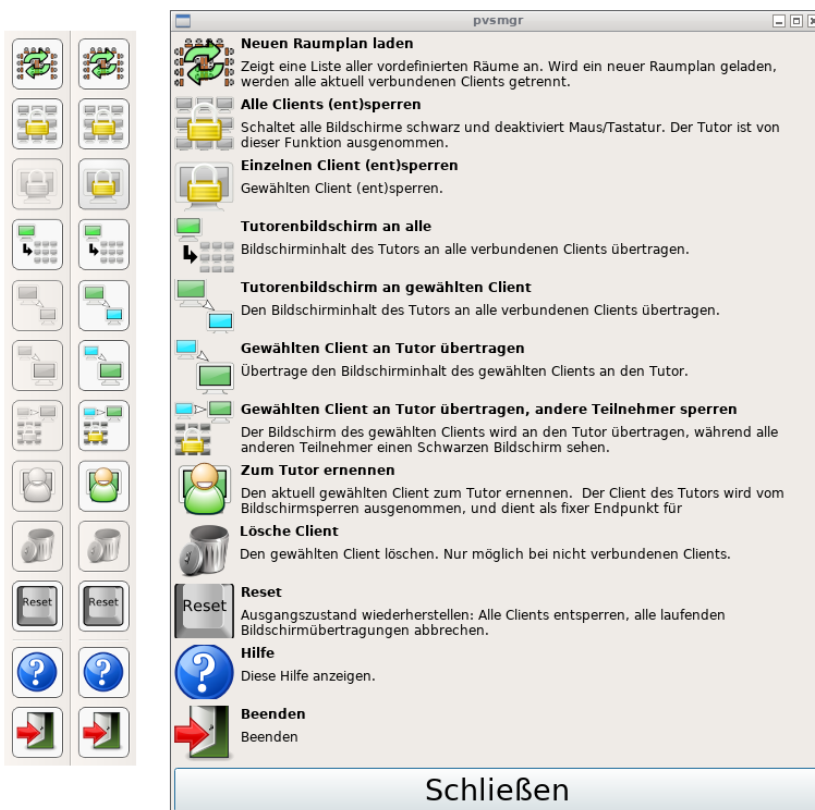 pvsmgr
Neuen Raumplan laden
Zeigt eine Liste aller vordefinierten Räume an. Wird ein neuer Raumplan geladen,
werden alle aktuell verbundenen Clients getrennt.
Alle Clients (ent)sperren
Schaltet alle Bildschirme schwarz und deaktiviert Maus/Tastatur. Der Tutor ist von
dieser Funktion ausgenommen.
Einzelnen Client (ent)sperren
Gewählten Client (ent)sperren.
Tutorenbildschirm an alle
Bildschirminhalt des Tutors an alle verbundenen Clients übertragen.
Tutorenbildschirm an gewählten Client
Den Bildschirminhalt des Tutors an alle verbundenen Clients übertragen.
Gewählten Client an Tutor übertragen
Übertrage den Bildschirminhalt des gewählten Clients an den Tutor.
Gewählten Client an Tutor übertragen, andere Teilnehmer sperren
Der Bildschirm des gewählten Clients wird an den Tutor übertragen, während alle
anderen Teilnehmer einen Schwarzen Bildschirm sehen.
Zum Tutor ernennen
Den aktuell gewählten Client zum Tutor ernennen.  Der Client des Tutors wird vom
Bildschirmsperren ausgenommen, und dient als fixer Endpunkt für
Lösche Client
Den gewählten Client löschen. Nur möglich bei nicht verbundenen Clients.
Reset Reset Reset
Reset
Ausgangszustand wiederherstellen: Alle Clients entsperren, alle laufenden
Bildschirmübertragungen abbrechen.
Hilfe
Diese Hilfe anzeigen.
Beenden
Beenden
Schließen